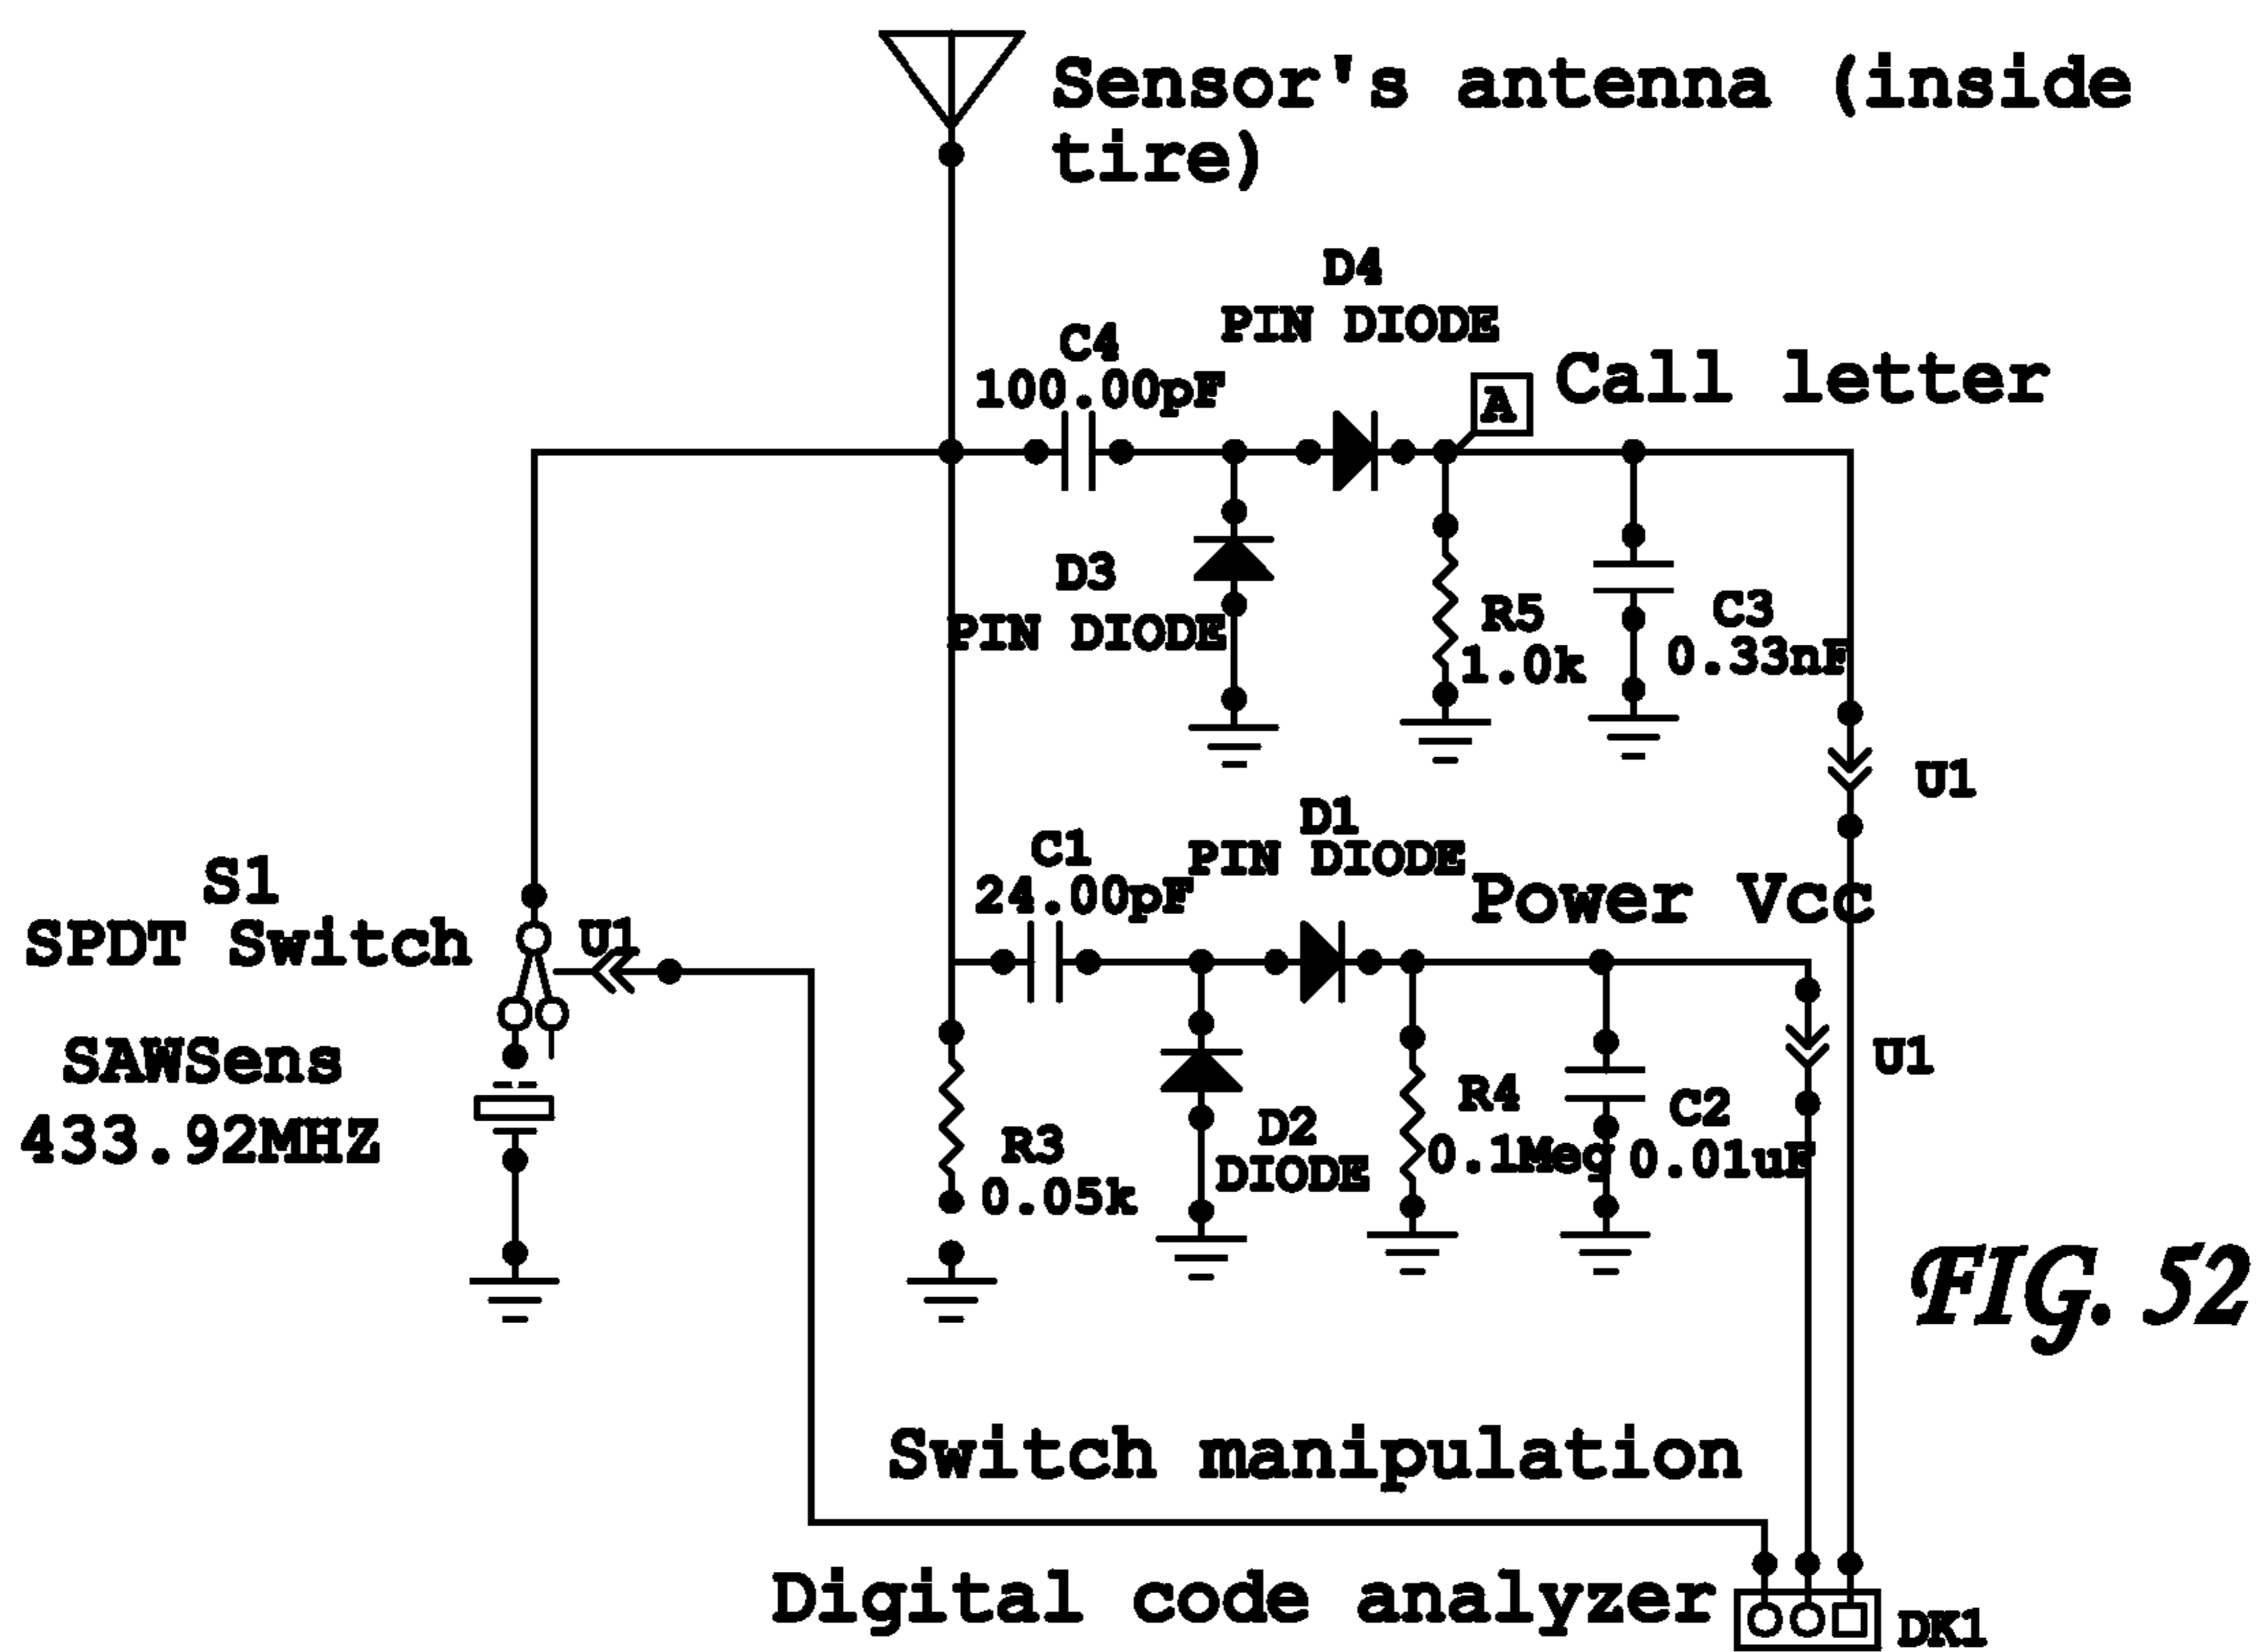 Sensor's antenna (inside
tire)
D4
PIN DIODE
C4
100.00pF
A
Call letter
D3
PIN DIODE
R5
1.0k
C3
0.33nF
U1
D1
PIN DIODE
C1
24.00pF
Power Vcc
S1
SPDT Switch
U1
SAWSens
433.92MHZ
U1
R3
0.05k
D2
DIODE
R4
0.1Meg
C2
0.01uF
FIG. 52
Switch manipulation
Digital code analyzer
DK1